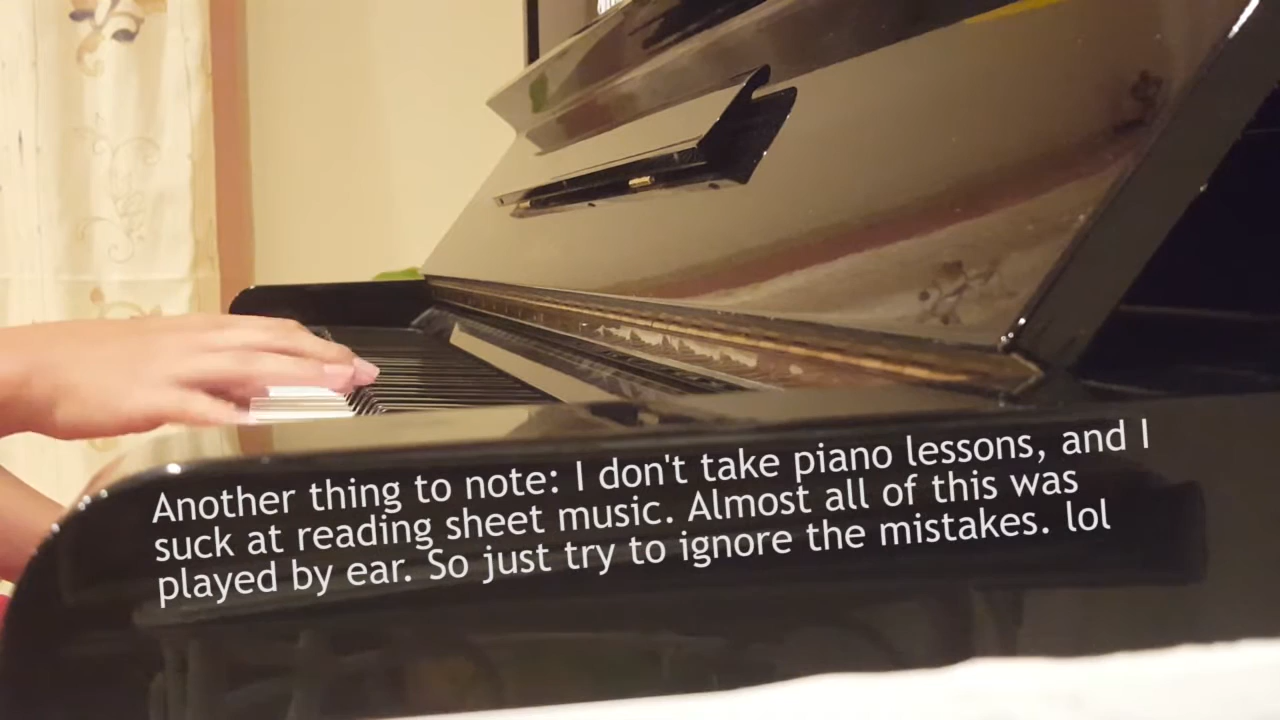 Another thing to note: I don't take piano lessons, and I
suck at reading sheet music. Almost all of this was
played by ear. So just try to ignore the mistakes. lol